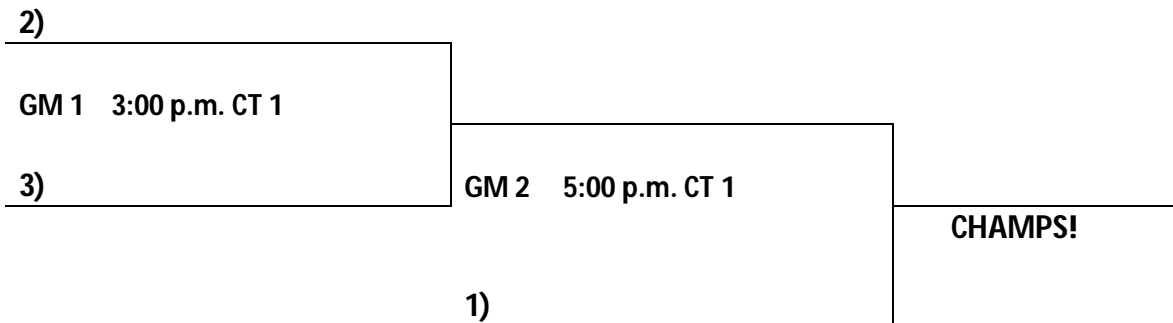 2)
GM 1 3:00 p.m. CT 1
3)
GM 2 5:00 p.m. CT 1
CHAMPS!
1)